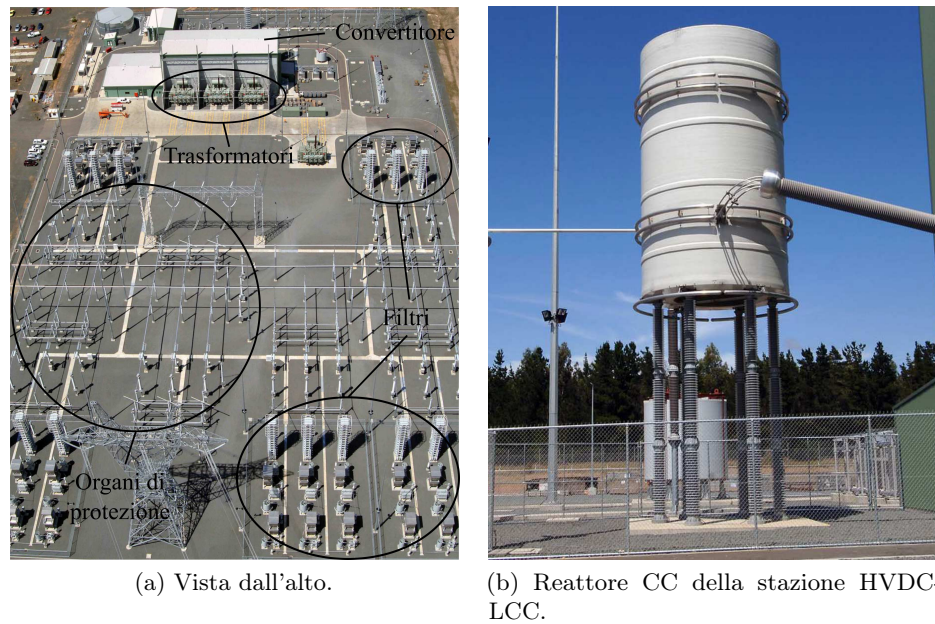 Convertitore
Trasformatori
Filtri
Organi di
protezione
(a) Vista dall'alto.
(b) Reattore CC della stazione HVDC-
LCC.